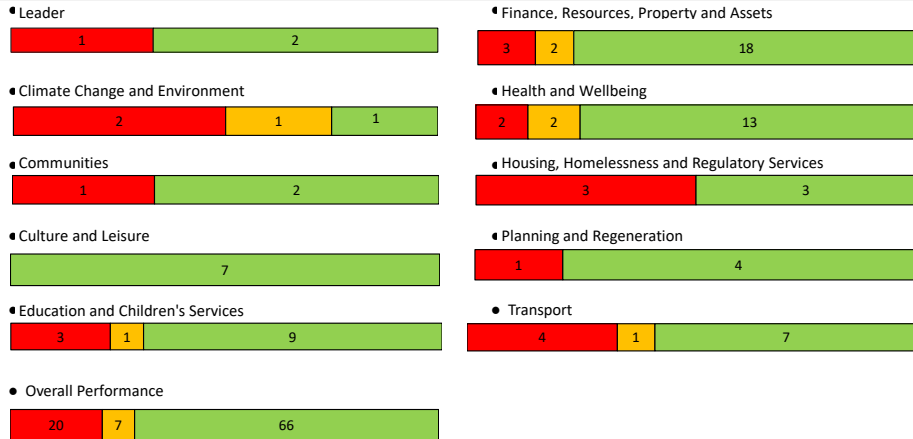 • Leader
1 2
• Climate Change and Environment
2 1 1
• Communities
1 2
• Culture and Leisure
7
• Education and Children's Services
3 1 9
• Overall Performance
20 7 66
• Finance, Resources, Property and Assets
3 2 18
• Health and Wellbeing
2 2 13
• Housing, Homelessness and Regulatory Services
3 3
• Planning and Regeneration
1 4
• Transport
4 1 7